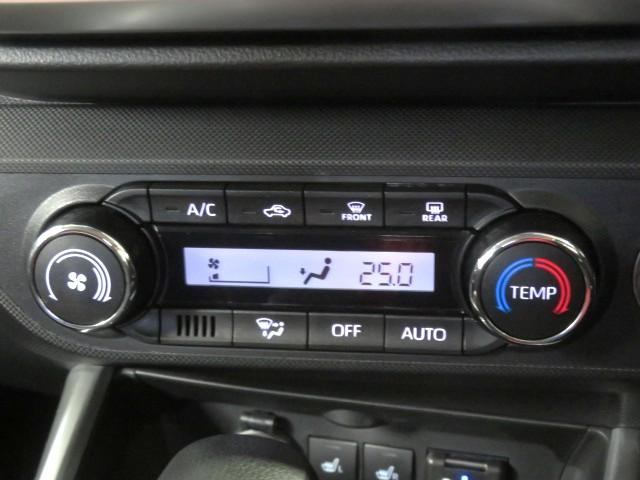 A/C
FRONT
REAR
25.0
TEMP
OFF
AUTO
L
R